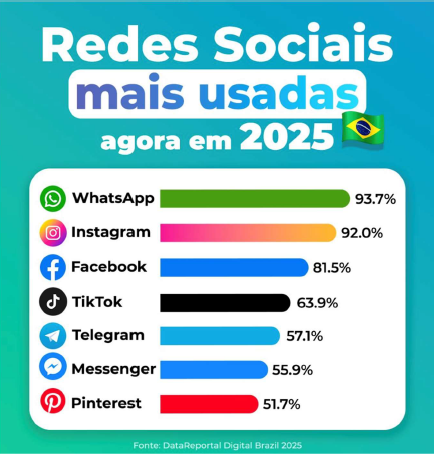 Redes Sociais
mais usadas
agora em 2025
WhatsApp 93.7%
Instagram 92.0%
Facebook 81.5%
TikTok 63.9%
Telegram 57.1%
Messenger 55.9%
Pinterest 51.7%
Fonte: DataReportal Digital Brazil 2025